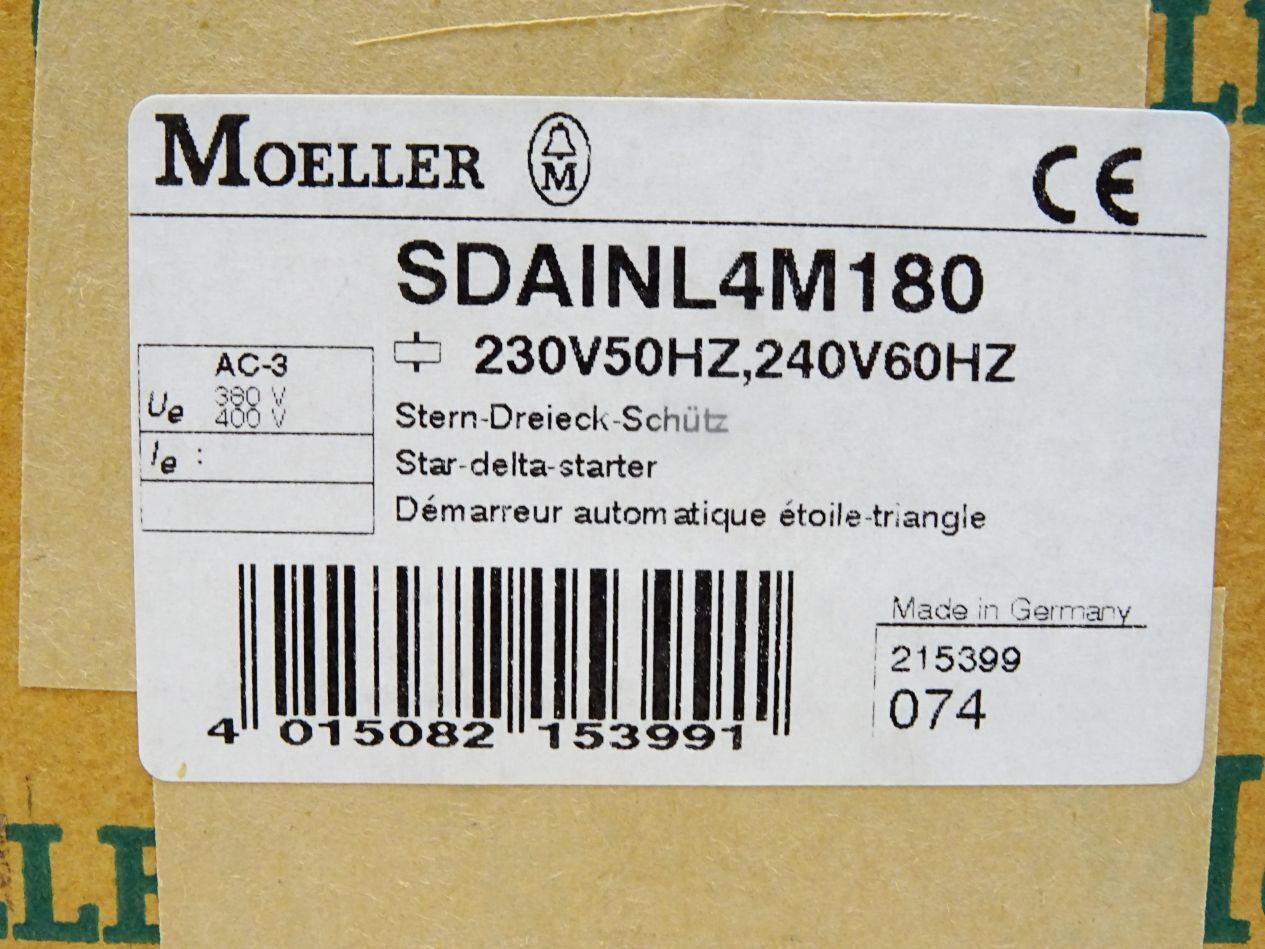 MOELLER M CE
SDAINL4M180
230V50HZ,240V60HZ
AC-3
Ue 380 V
400 V
Ie :
Stern-Dreieck-Schütz
Star-delta-starter
Démarreur automatique étoile-triangle
Made in Germany
215399
074
4 015082 153991